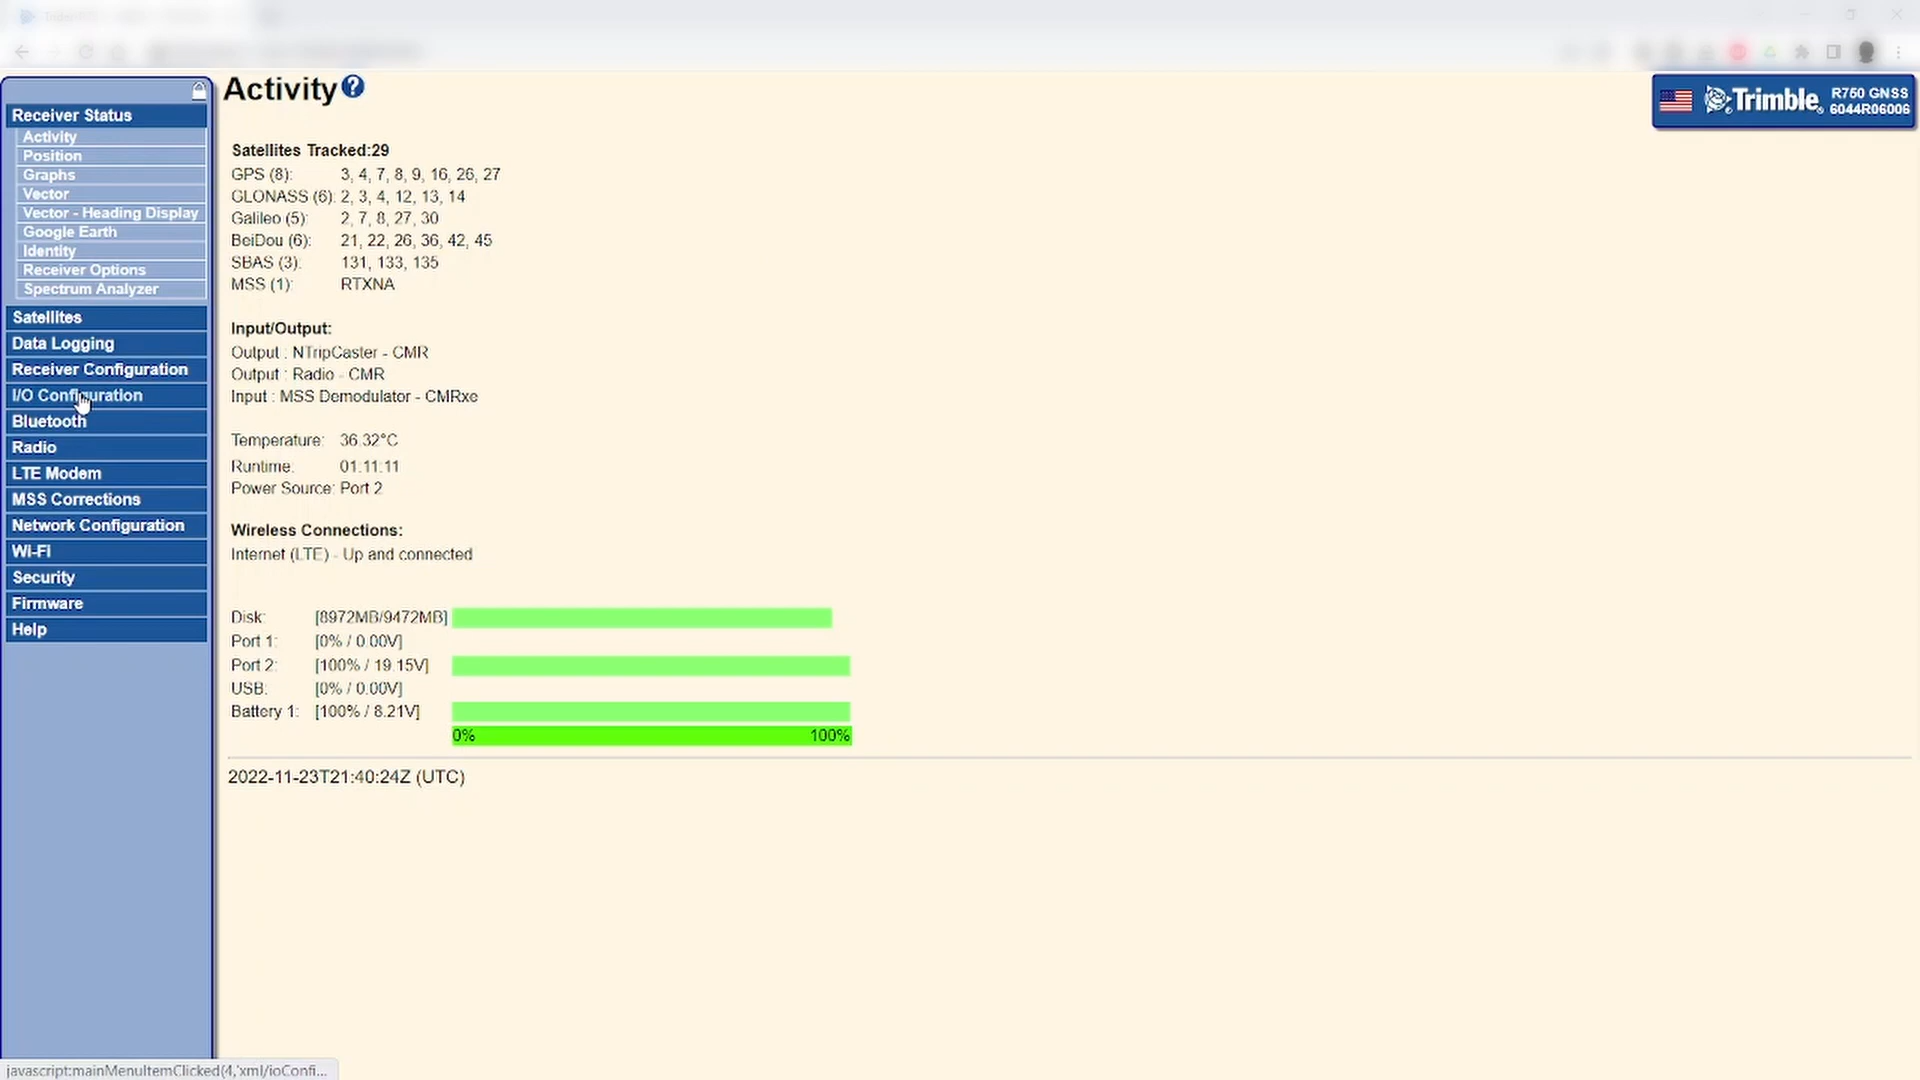 Activity
R750 GNSS
Trimble
6044R06006
Receiver Status
Activity
Position
Graphs
Vector
Vector - Heading Display
Google Earth
Identity
Receiver Options
Spectrum Analyzer
Satellites
Data Logging
Receiver Configuration
I/O Configuration
Bluetooth
Radio
LTE Modem
MSS Corrections
Network Configuration
Wi-Fi
Security
Firmware
Help
Satellites Tracked:29
GPS (8): 3, 4, 7, 8, 9, 16, 26, 27
GLONASS (6): 2, 3, 4, 12, 13, 14
Galileo (5): 2, 7, 8, 27, 30
BeiDou (6): 21, 22, 26, 36, 42, 45
SBAS (3): 131, 133, 135
MSS (1): RTXNA
Input/Output:
Output : NTripCaster - CMR
Output : Radio - CMR
Input : MSS Demodulator - CMRxe
Temperature: 36.32°C
Runtime: 01:11:11
Power Source: Port 2
Wireless Connections:
Internet (LTE) - Up and connected
Disk: [8972MB/9472MB]
Port 1: [0% / 0.00V]
Port 2: [100% / 19.15V]
USB: [0% / 0.00V]
Battery 1: [100% / 8.21V]
0% 100%
2022-11-23T21:40:24Z (UTC)
javascript:mainMenuItemClicked(4,'xml/ioConfi...